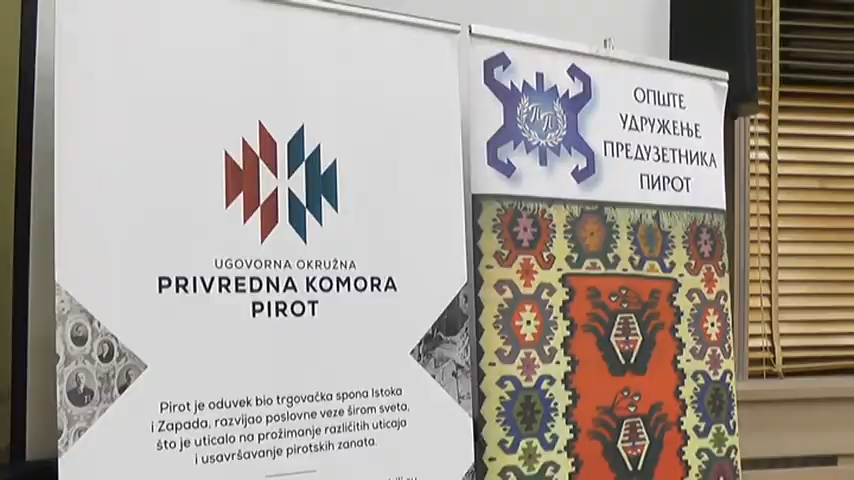 UGOVORNA OKRUŽNA
PRIVREDNA KOMORA
PIROT
Pirot je oduvek bio trgovačka spona Istoka
i Zapada, razvijao poslovne veze širom sveta,
što je uticalo na prožimanje različitih uticaja
i usavršavanje pirotskih zanata.
ПП
ОПШТЕ
УДРУЖЕЊЕ
ПРЕДУЗЕТНИКА
ПИРОТ